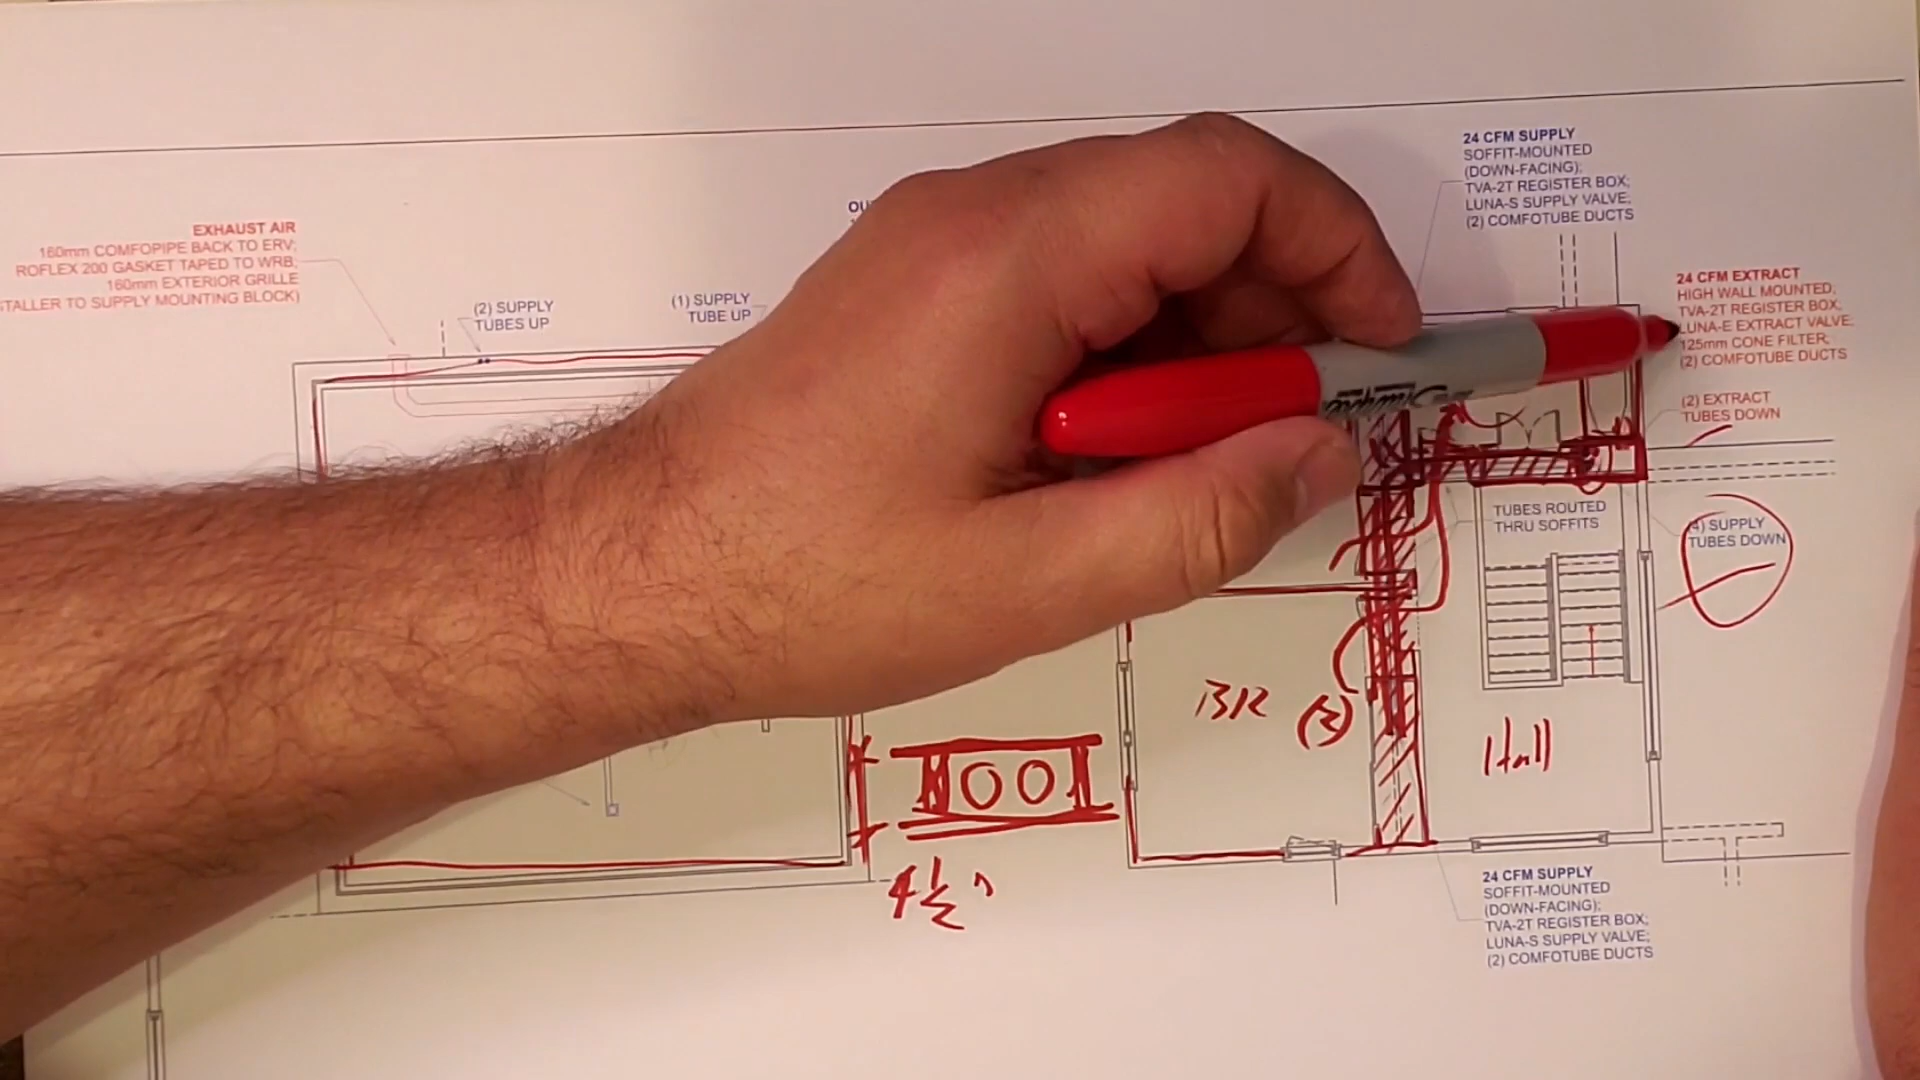 24 CFM SUPPLY
SOFFIT-MOUNTED
(DOWN-FACING);
TVA-2T REGISTER BOX;
LUNA-S SUPPLY VALVE;
(2) COMFOTUBE DUCTS
EXHAUST AIR
160mm COMFOPIPE BACK TO ERV;
ROFLEX 200 GASKET TAPED TO WRB;
160mm EXTERIOR GRILLE
TO SUPPLY MOUNTING BLOCK)
(2) SUPPLY
TUBES UP
(1) SUPPLY
TUBE UP
24 CFM EXTRACT
HIGH WALL MOUNTED;
TVA-2T REGISTER BOX;
LUNA-E EXTRACT VALVE;
125mm CONE FILTER;
(2) COMFOTUBE DUCTS
(2) EXTRACT
TUBES DOWN
TUBES ROUTED
THRU SOFFITS
(4) SUPPLY
TUBES DOWN
BR
Hall
4 1/2"
24 CFM SUPPLY
SOFFIT-MOUNTED
(DOWN-FACING);
TVA-2T REGISTER BOX;
LUNA-S SUPPLY VALVE;
(2) COMFOTUBE DUCTS